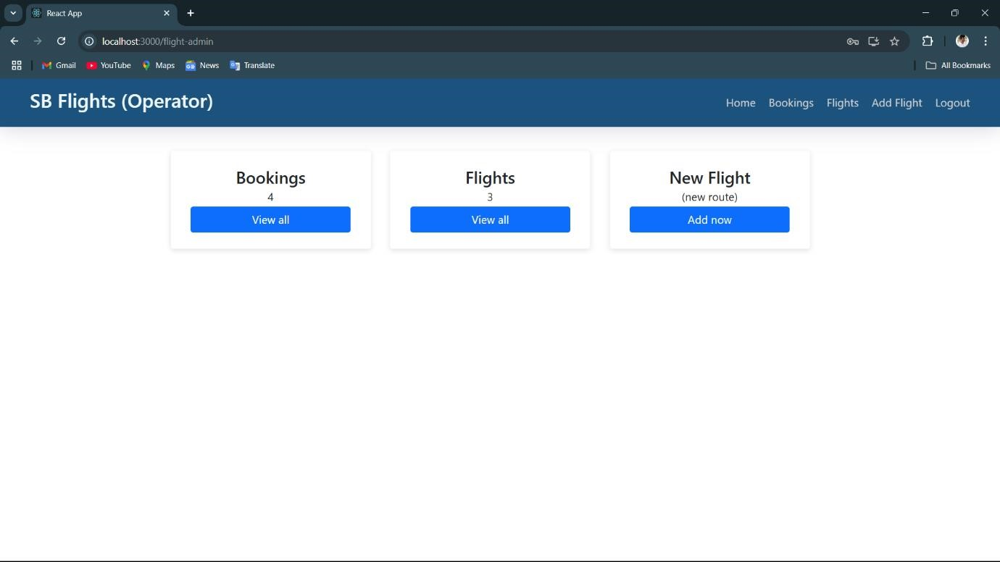 React App
localhost:3000/flight-admin
Gmail YouTube Maps News Translate All Bookmarks
SB Flights (Operator) Home Bookings Flights Add Flight Logout
Bookings
4
View all
Flights
3
View all
New Flight
(new route)
Add now